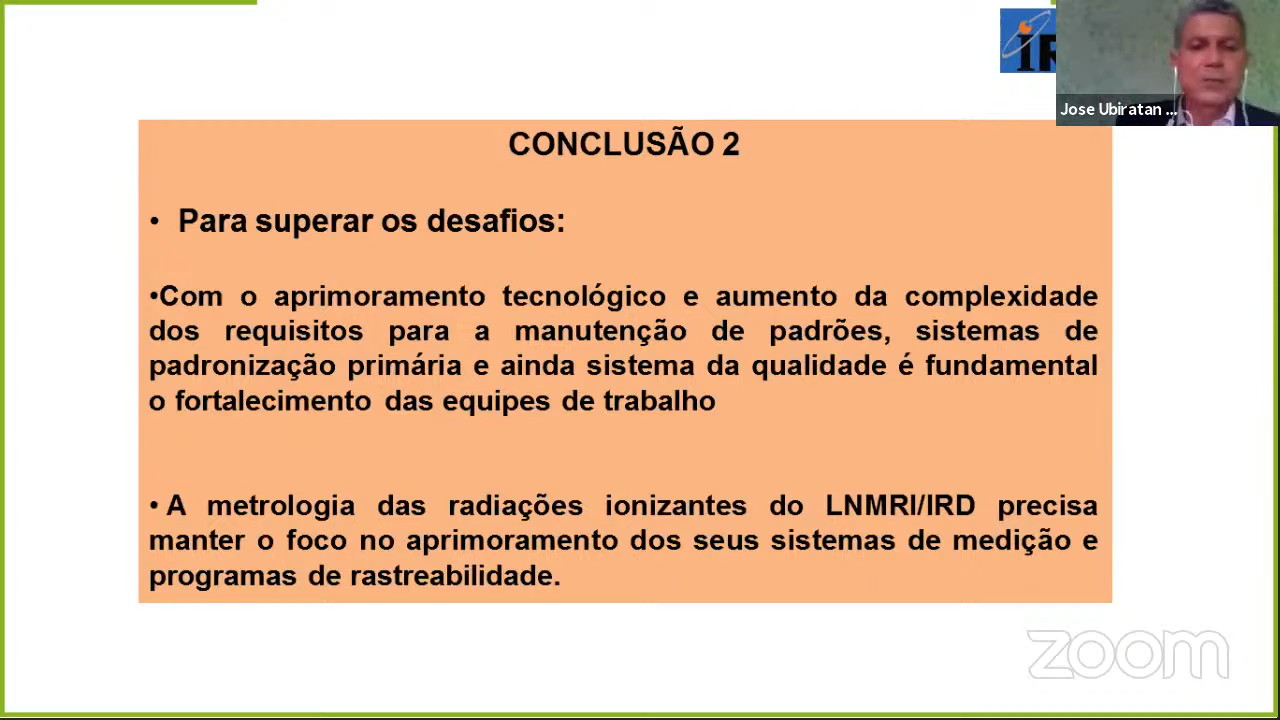 IR
Jose Ubiratan ...
CONCLUSÃO 2
• Para superar os desafios:
•Com o aprimoramento tecnológico e aumento da complexidade
dos requisitos para a manutenção de padrões, sistemas de
padronização primária e ainda sistema da qualidade é fundamental
o fortalecimento das equipes de trabalho
• A metrologia das radiações ionizantes do LNMRI/IRD precisa
manter o foco no aprimoramento dos seus sistemas de medição e
programas de rastreabilidade.
zoom